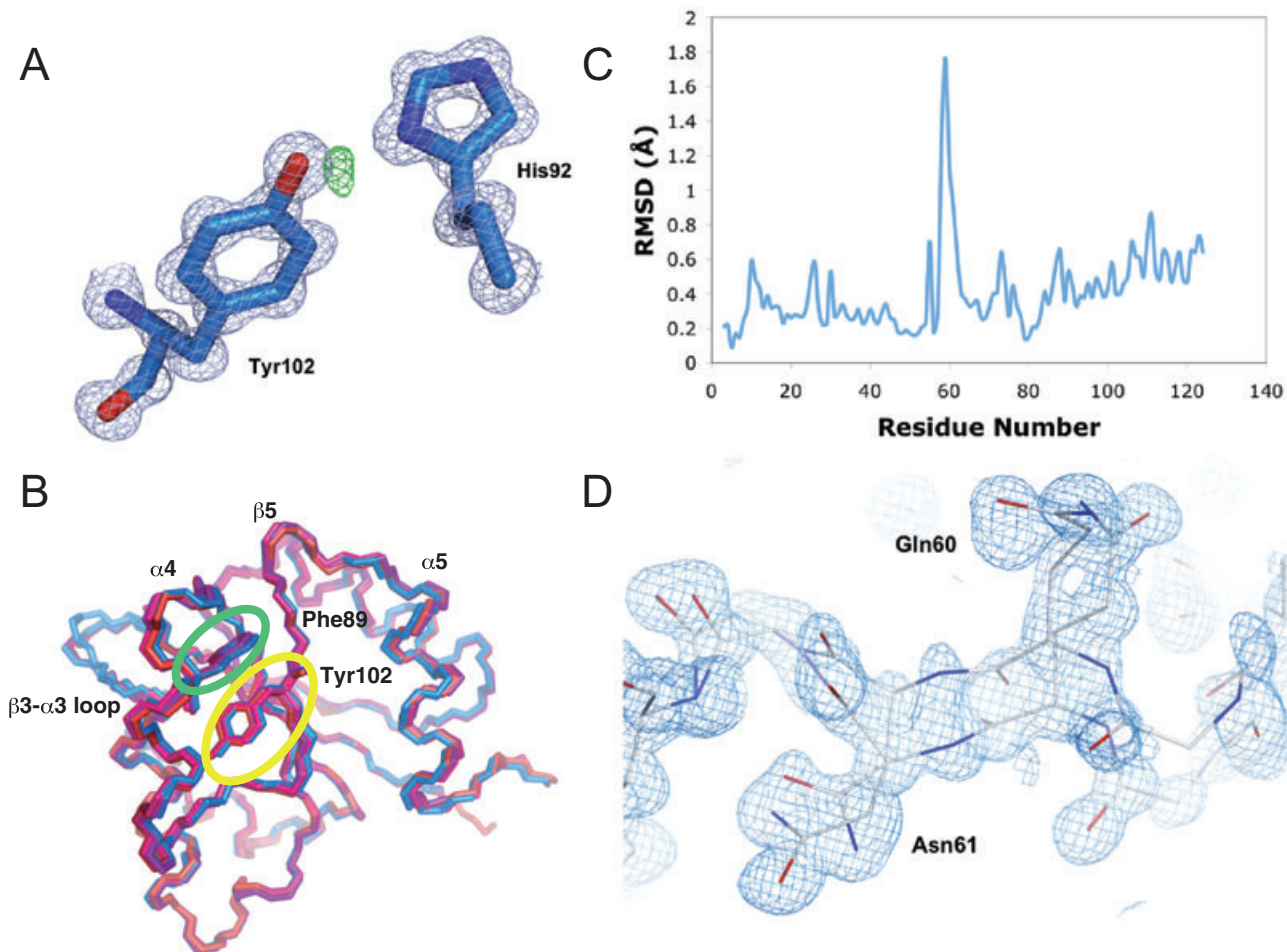 A
His92
Tyr102
C
2
1.8
1.6
1.4
1.2
1
0.8
0.6
0.4
0.2
0
0 20 40 60 80 100 120 140
RMSD (Å)
Residue Number
B
β5
α4
α5
Phe89
Tyr102
β3-α3 loop
D
Gln60
Asn61